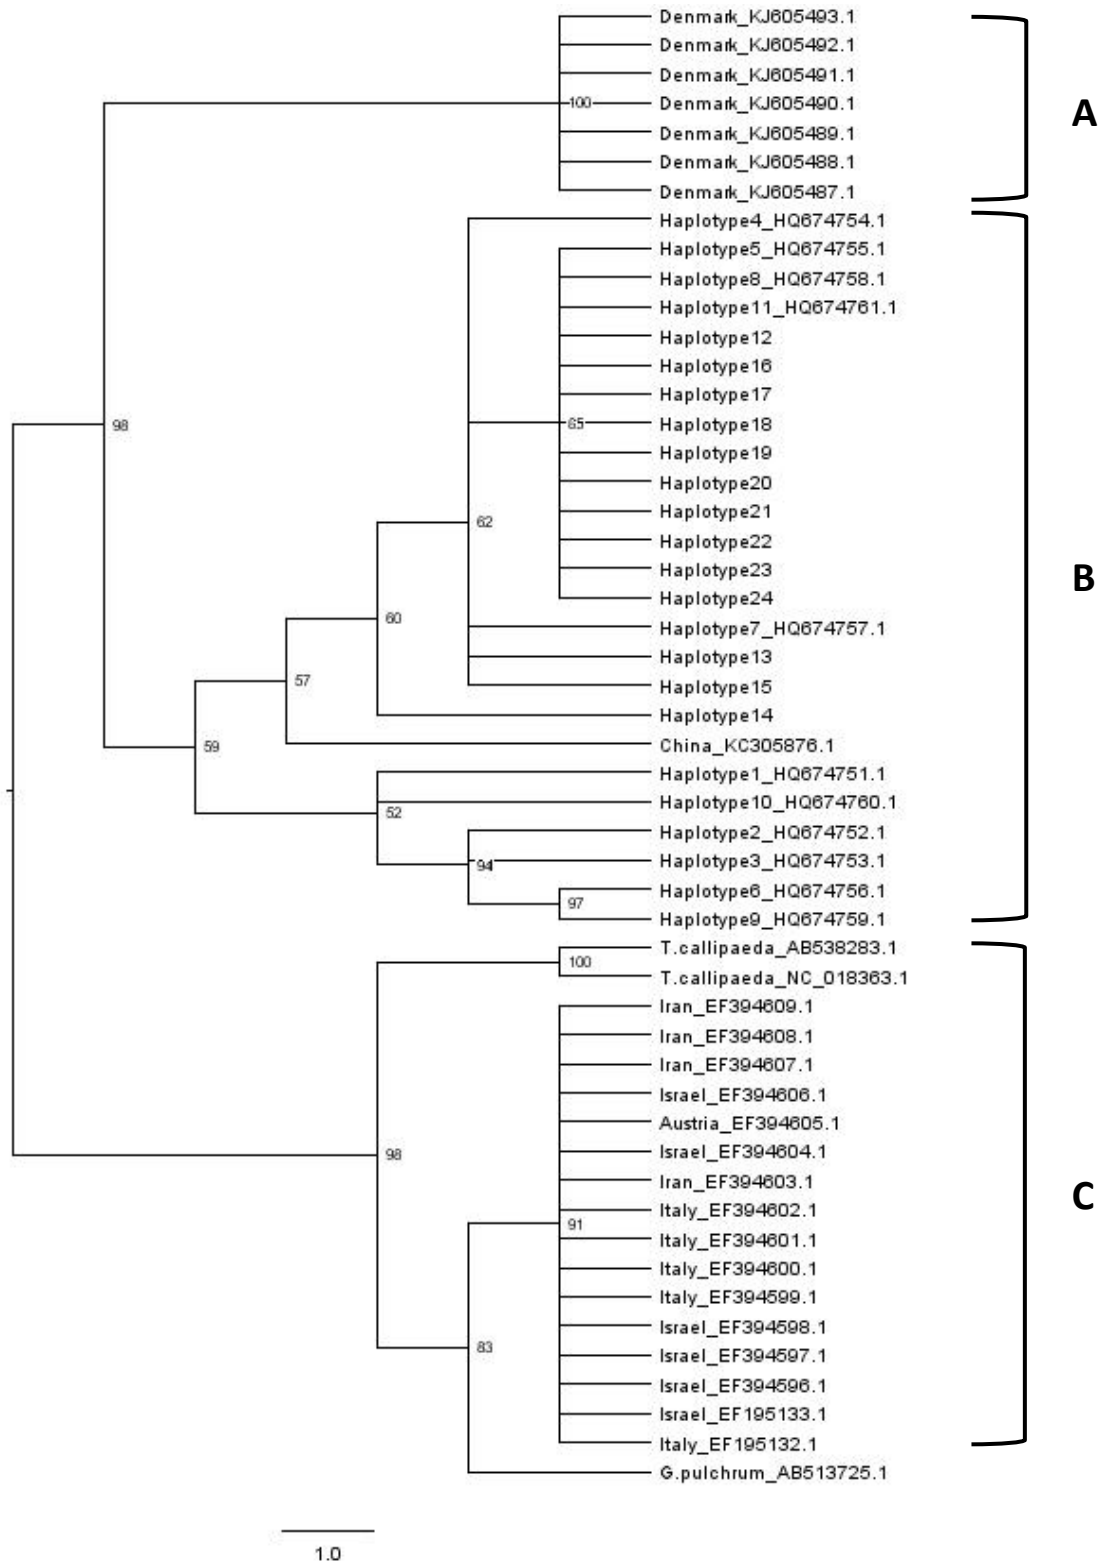 Denmark_KJ605493.1
Denmark_KJ605492.1
Denmark_KJ605491.1
100
Denmark_KJ605490.1
A
Denmark_KJ605489.1
Denmark_KJ605488.1
Denmark_KJ605487.1
Haplotype4_HQ674754.1
Haplotype5_HQ674755.1
Haplotype8_HQ674758.1
Haplotype11_HQ674761.1
Haplotype12
Haplotype16
Haplotype17
98
65
Haplotype18
Haplotype19
Haplotype20
Haplotype21
62
Haplotype22
Haplotype23
B
Haplotype24
60
Haplotype7_HQ674757.1
Haplotype13
57
Haplotype15
Haplotype14
59
China_KC305876.1
Haplotype1_HQ674751.1
Haplotype10_HQ674760.1
52
Haplotype2_HQ674752.1
94
Haplotype3_HQ674753.1
Haplotype6_HQ674756.1
97
Haplotype9_HQ674759.1
T.callipaeda_AB538283.1
100
T.callipaeda_NC_018363.1
Iran_EF394609.1
Iran_EF394608.1
Iran_EF394607.1
Israel_EF394606.1
Austria_EF394605.1
98
Israel_EF394604.1
Iran_EF394603.1
C
Italy_EF394602.1
91
Italy_EF394601.1
Italy_EF394600.1
Italy_EF394599.1
Israel_EF394598.1
83
Israel_EF394597.1
Israel_EF394596.1
Israel_EF195133.1
Italy_EF195132.1
G.pulchrum_AB513725.1
1.0